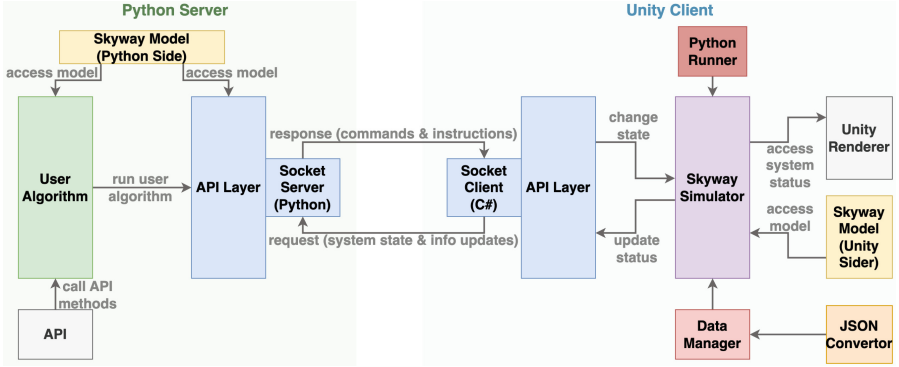 Python Server
Unity Client
Skyway Model
(Python Side)
access model
access model
User
Algorithm
run user
algorithm
API Layer
Socket
Server
(Python)
call API
methods
API
response (commands & instructions)
request (system state & info updates)
Socket
Client
(C#)
API Layer
change
state
update
status
Python
Runner
Skyway
Simulator
access
system
status
Unity
Renderer
access
model
Skyway
Model
(Unity
Sider)
Data
Manager
JSON
Convertor